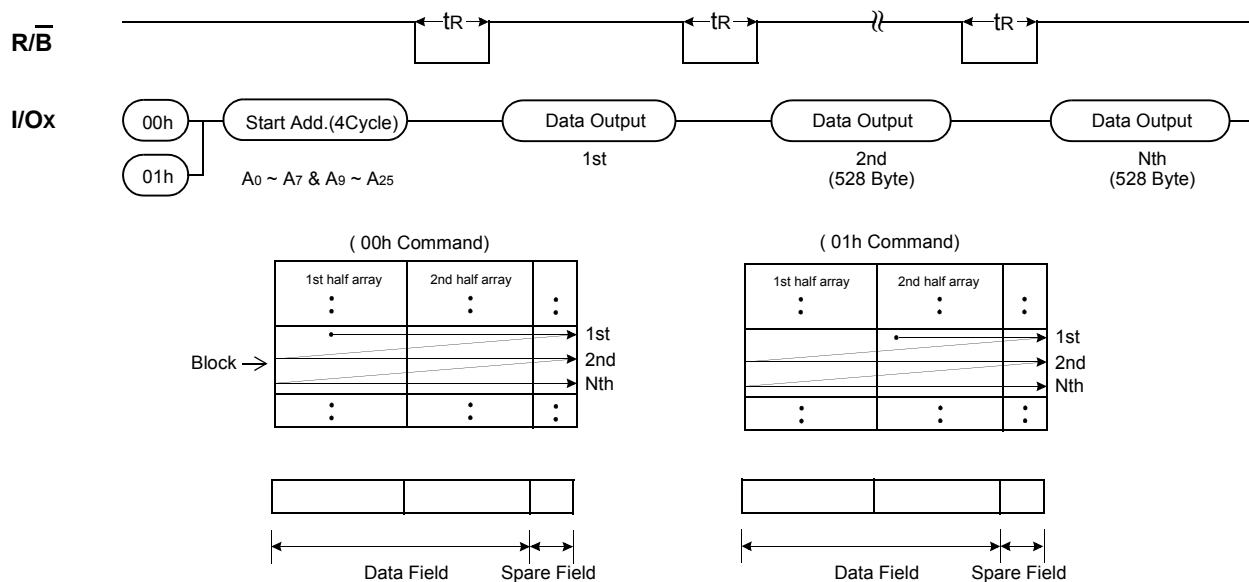 tR tR tR
R/B
I/Ox 00h Start Add.(4Cycle) Data Output Data Output Data Output
01h A0 ~ A7 & A9 ~ A25 1st 2nd Nth
(528 Byte) (528 Byte)
( 00h Command) ( 01h Command)
1st half array 2nd half array 1st half array 2nd half array
1st 1st
Block 2nd 2nd
Nth Nth
Data Field Spare Field Data Field Spare Field